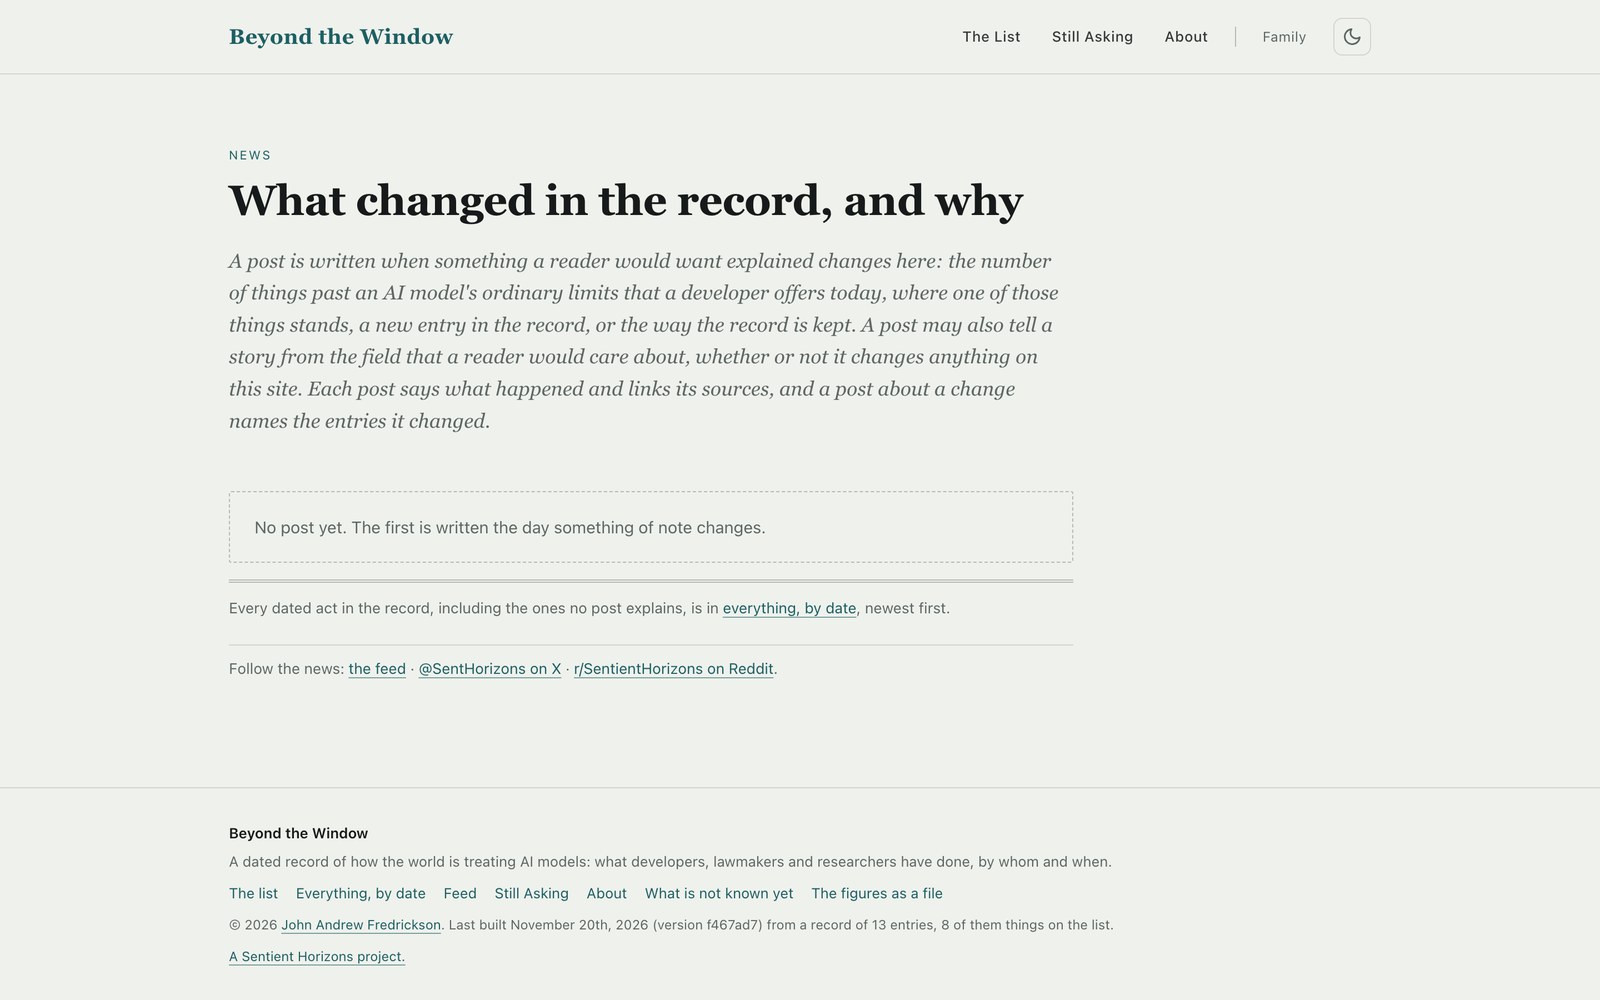 Beyond the Window
The List
Still Asking
About
Family
NEWS
What changed in the record, and why
A post is written when something a reader would want explained changes here: the number
of things past an AI model's ordinary limits that a developer offers today, where one of those
things stands, a new entry in the record, or the way the record is kept. A post may also tell a
story from the field that a reader would care about, whether or not it changes anything on
this site. Each post says what happened and links its sources, and a post about a change
names the entries it changed.
No post yet. The first is written the day something of note changes.
Every dated act in the record, including the ones no post explains, is in everything, by date, newest first.
Follow the news: the feed · @SentHorizons on X · r/SentientHorizons on Reddit.
Beyond the Window
A dated record of how the world is treating AI models: what developers, lawmakers and researchers have done, by whom and when.
The list Everything, by date Feed Still Asking About What is not known yet The figures as a file
© 2026 John Andrew Fredrickson. Last built November 20th, 2026 (version f467ad7) from a record of 13 entries, 8 of them things on the list.
A Sentient Horizons project.